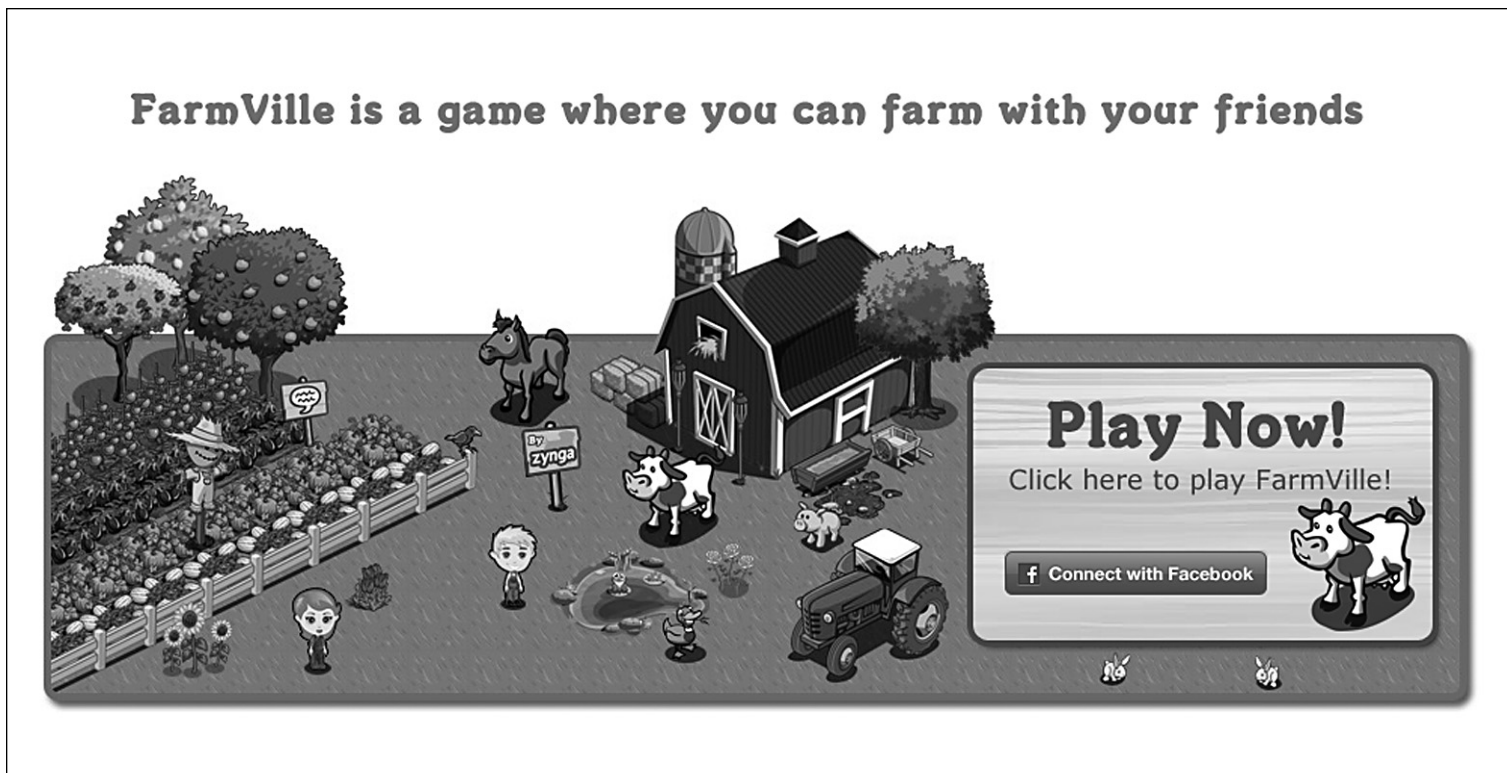 FarmVille is a game where you can farm with your friends
By
zynga
Play Now!
Click here to play FarmVille!
f Connect with Facebook